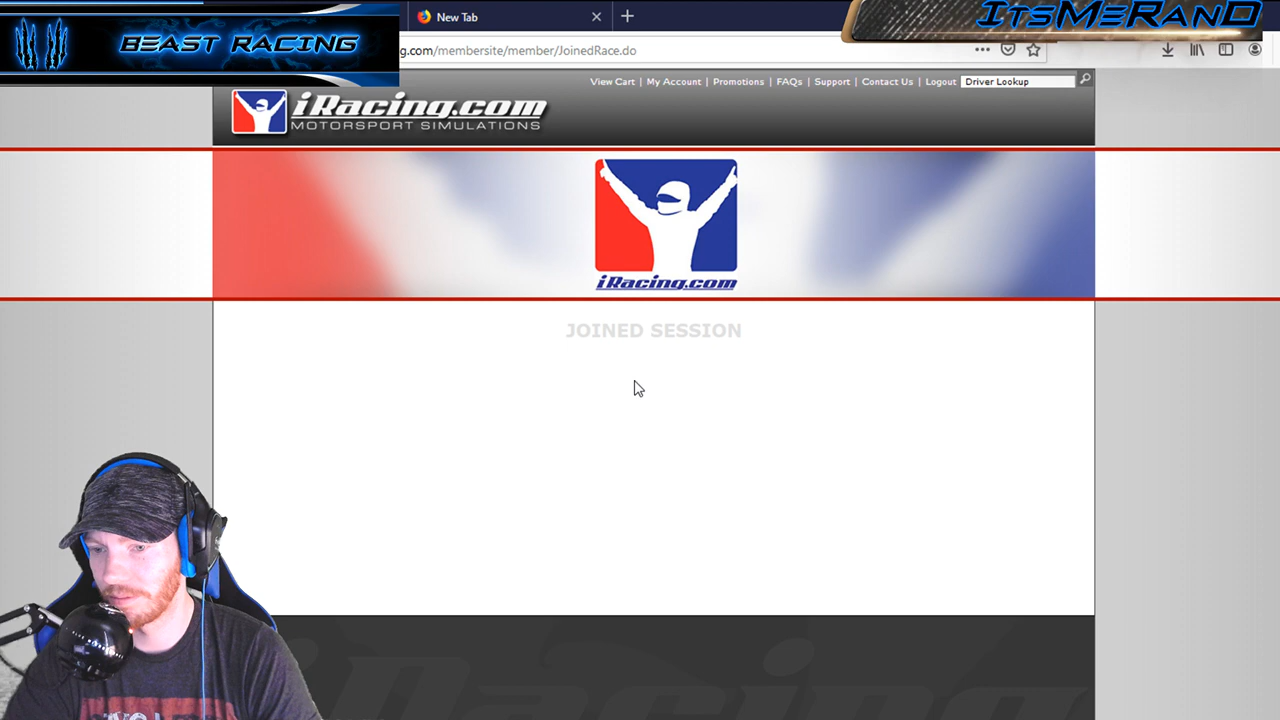 BEAST RACING
New Tab
ItsMeRanD
g.com/membersite/member/JoinedRace.do
View Cart | My Account | Promotions | FAQs | Support | Contact Us | Logout
Driver Lookup
iRacing.com
MOTORSPORT SIMULATIONS
iRacing.com
JOINED SESSION
iRacing